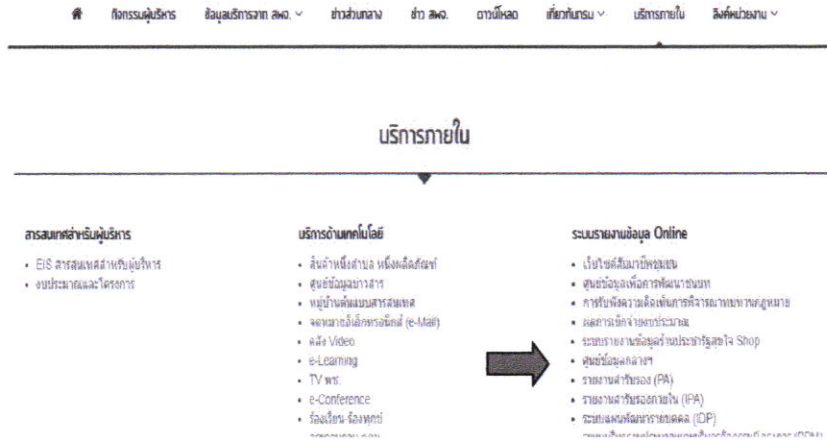 กิจกรรมผู้บริหาร ข้อมูลบริการจาก สพจ. ข่าวส่วนกลาง ข่าว สพจ. ดาวน์โหลด เกี่ยวกับกรม บริการภายใน ลิงค์หน่วยงาน
บริการภายใน
สารสนเทศสำหรับผู้บริหาร
EIS สารสนเทศสำหรับผู้บริหาร
งบประมาณและโครงการ
บริการด้านเทคโนโลยี
สินค้าหนึ่งตำบล หนึ่งผลิตภัณฑ์
ศูนย์ข้อมูลข่าวสาร
หมู่บ้านต้นแบบสารสนเทศ
จดหมายอิเล็กทรอนิกส์ (e-Mail)
คลัง Video
e-Learning
TV พช.
e-Conference
ร้องเรียน-ร้องทุกข์
ระบบรายงานข้อมูล Online
เว็บไซต์สัมมาชีพชุมชน
ศูนย์ข้อมูลเพื่อการพัฒนาชนบท
การรับฟังความคิดเห็นการพิจารณาทบทวนกฎหมาย
ผลการเบิกจ่ายงบประมาณ
ระบบรายงานข้อมูลร้านประชารัฐสุขใจ Shop
ศูนย์ข้อมูลกลางฯ
รายงานคำรับรอง (PA)
รายงานคำรับรองภายใน (IPA)
ระบบแผนพัฒนารายบุคคล (IDP)